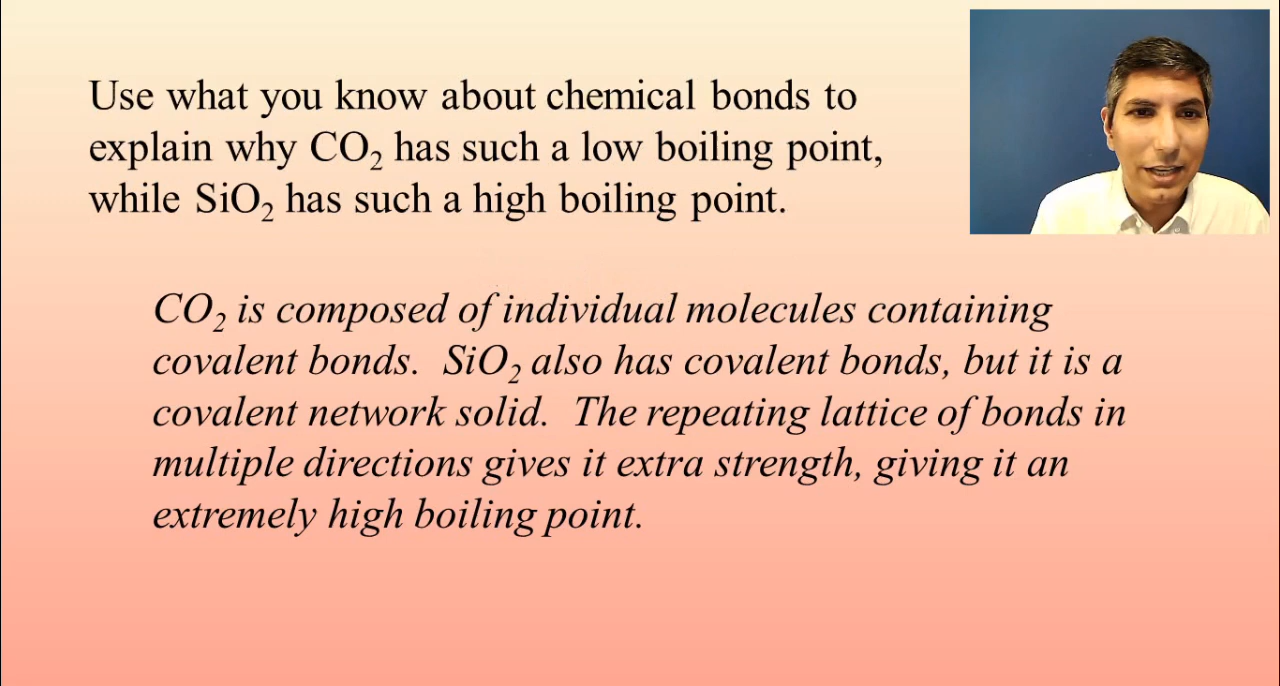 Use what you know about chemical bonds to
explain why CO₂ has such a low boiling point,
while SiO₂ has such a high boiling point.
CO₂ is composed of individual molecules containing
covalent bonds.  SiO₂ also has covalent bonds, but it is a
covalent network solid.  The repeating lattice of bonds in
multiple directions gives it extra strength, giving it an
extremely high boiling point.